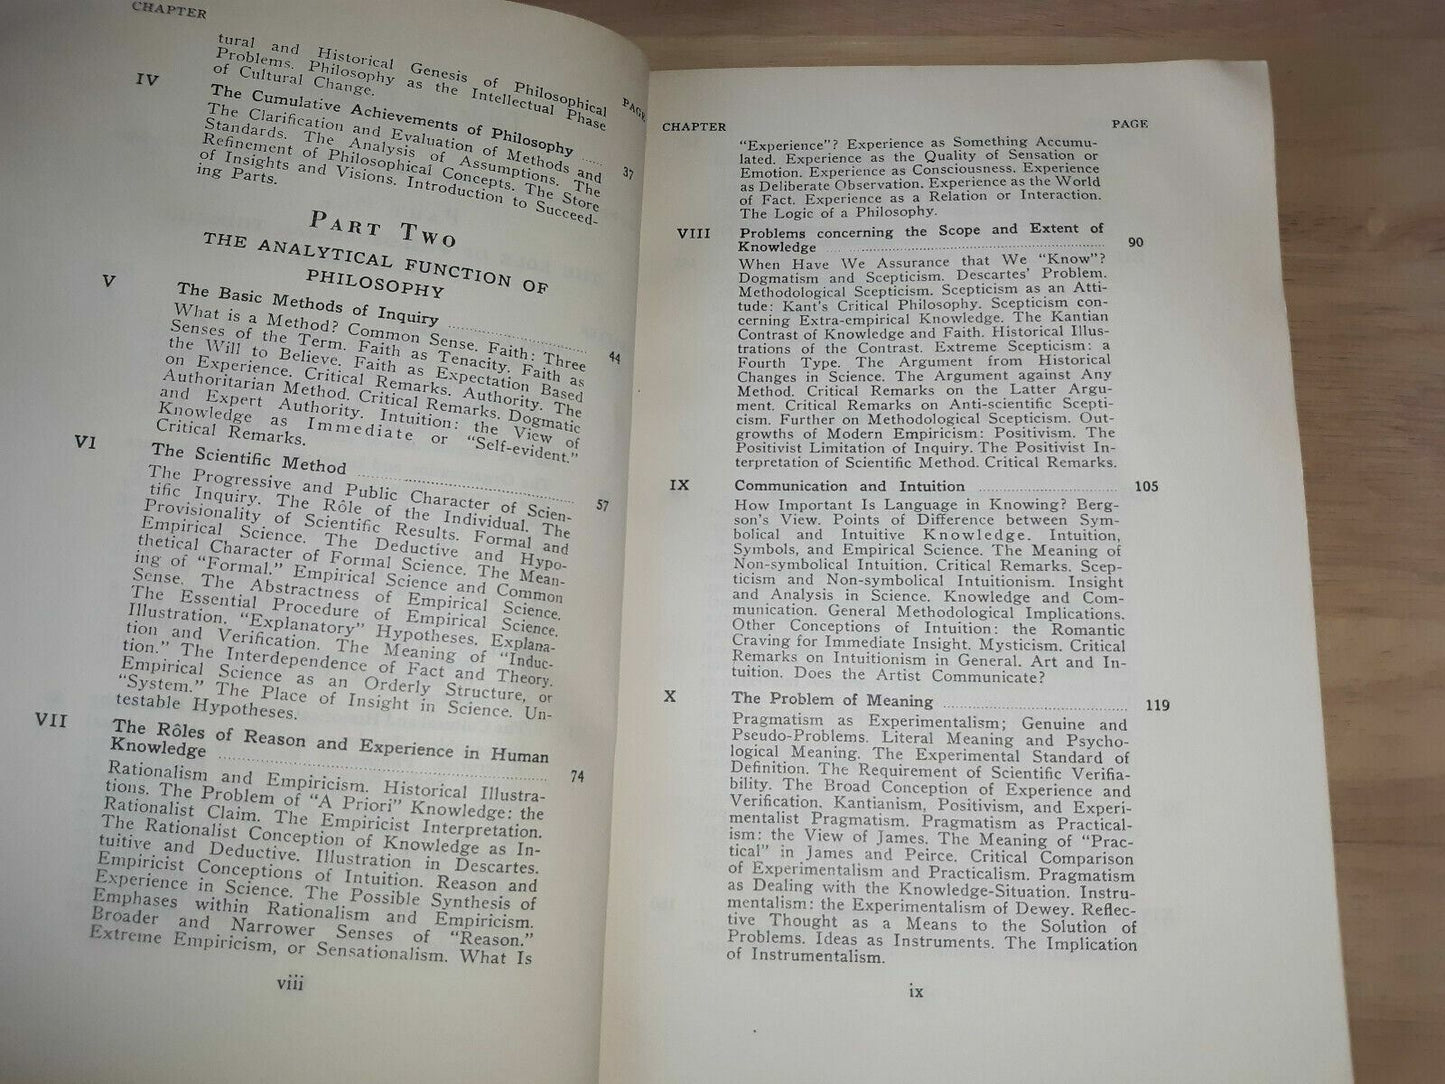 CHAPTER
PAGE
tural and Historical Genesis of Philosophical
Problems. Philosophy as the Intellectual Phase
of Cultural Change.
IV
The Cumulative Achievements of Philosophy ..... 37
The Clarification and Evaluation of Methods and
Standards. The Analysis of Assumptions. The
Refinement of Philosophical Concepts. The Store
of Insights and Visions. Introduction to Succeed-
ing Parts.
PART TWO
THE ANALYTICAL FUNCTION OF
PHILOSOPHY
V
The Basic Methods of Inquiry ..................... 44
What is a Method? Common Sense. Faith: Three
Senses of the Term. Faith as Tenacity. Faith as
the Will to Believe. Faith as Expectation Based
on Experience. Critical Remarks. Authority. The
Authoritarian Method. Critical Remarks. Dogmatic
and Expert Authority. Intuition: the View of
Knowledge as Immediate or "Self-evident."
Critical Remarks.
VI
The Scientific Method ................................. 57
The Progressive and Public Character of Scien-
tific Inquiry. The Rôle of the Individual. The
Provisionality of Scientific Results. Formal and
Empirical Science. The Deductive and Hypo-
thetical Character of Formal Science. The Mean-
ing of "Formal." Empirical Science and Common
Sense. The Abstractness of Empirical Science.
The Essential Procedure of Empirical Science.
Illustration. "Explanatory" Hypotheses. Explana-
tion and Verification. The Meaning of "Induc-
tion." The Interdependence of Fact and Theory.
Empirical Science as an Orderly Structure, or
"System." The Place of Insight in Science. Un-
testable Hypotheses.
VII
The Rôles of Reason and Experience in Human
Knowledge .................................................. 74
Rationalism and Empiricism. Historical Illustra-
tions. The Problem of "A Priori" Knowledge: the
Rationalist Claim. The Empiricist Interpretation.
The Rationalist Conception of Knowledge as In-
tuitive and Deductive. Illustration in Descartes.
Empiricist Conceptions of Intuition. Reason and
Experience in Science. The Possible Synthesis of
Emphases within Rationalism and Empiricism.
Broader and Narrower Senses of "Reason."
Extreme Empiricism, or Sensationalism. What Is
viii
CHAPTER PAGE
"Experience"? Experience as Something Accumu-
lated. Experience as the Quality of Sensation or
Emotion. Experience as Consciousness. Experience
as Deliberate Observation. Experience as the World
of Fact. Experience as a Relation or Interaction.
The Logic of a Philosophy.
VIII Problems concerning the Scope and Extent of
Knowledge .................................................. 90
When Have We Assurance that We "Know"?
Dogmatism and Scepticism. Descartes' Problem.
Methodological Scepticism. Scepticism as an Atti-
tude: Kant's Critical Philosophy. Scepticism con-
cerning Extra-empirical Knowledge. The Kantian
Contrast of Knowledge and Faith. Historical Illus-
trations of the Contrast. Extreme Scepticism: a
Fourth Type. The Argument from Historical
Changes in Science. The Argument against Any
Method. Critical Remarks on the Latter Argu-
ment. Critical Remarks on Anti-scientific Scepti-
cism. Further on Methodological Scepticism. Out-
growths of Modern Empiricism: Positivism. The
Positivist Limitation of Inquiry. The Positivist In-
terpretation of Scientific Method. Critical Remarks.
IX Communication and Intuition ........................ 105
How Important Is Language in Knowing? Berg-
son's View. Points of Difference between Sym-
bolical and Intuitive Knowledge. Intuition,
Symbols, and Empirical Science. The Meaning of
Non-symbolical Intuition. Critical Remarks. Scep-
ticism and Non-symbolical Intuitionism. Insight
and Analysis in Science. Knowledge and Com-
munication. General Methodological Implications.
Other Conceptions of Intuition: the Romantic
Craving for Immediate Insight. Mysticism. Critical
Remarks on Intuitionism in General. Art and In-
tuition. Does the Artist Communicate?
X The Problem of Meaning ................................ 119
Pragmatism as Experimentalism; Genuine and
Pseudo-Problems. Literal Meaning and Psycho-
logical Meaning. The Experimental Standard of
Definition. The Requirement of Scientific Verifia-
bility. The Broad Conception of Experience and
Verification. Kantianism, Positivism, and Experi-
mentalist Pragmatism. Pragmatism as Practical-
ism: the View of James. The Meaning of "Prac-
tical" in James and Peirce. Critical Comparison
of Experimentalism and Practicalism. Pragmatism
as Dealing with the Knowledge-Situation. Instru-
mentalism: the Experimentalism of Dewey. Reflec-
tive Thought as a Means to the Solution of
Problems. Ideas as Instruments. The Implication
of Instrumentalism.
ix